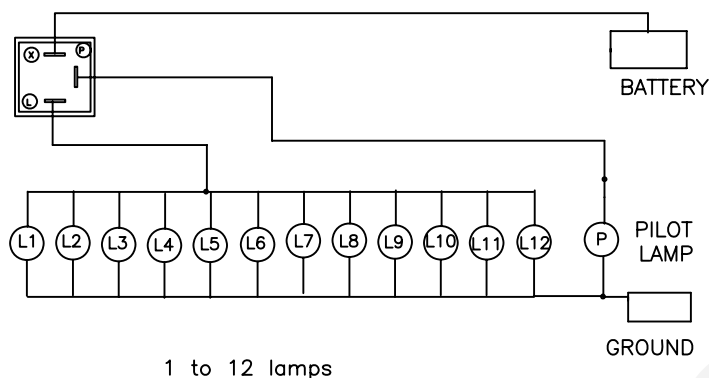 X P
BATTERY
L
L1 L2 L3 L4 L5 L6 L7 L8 L9 L10 L11 L12 P
PILOT
LAMP
GROUND
1 to 12 lamps